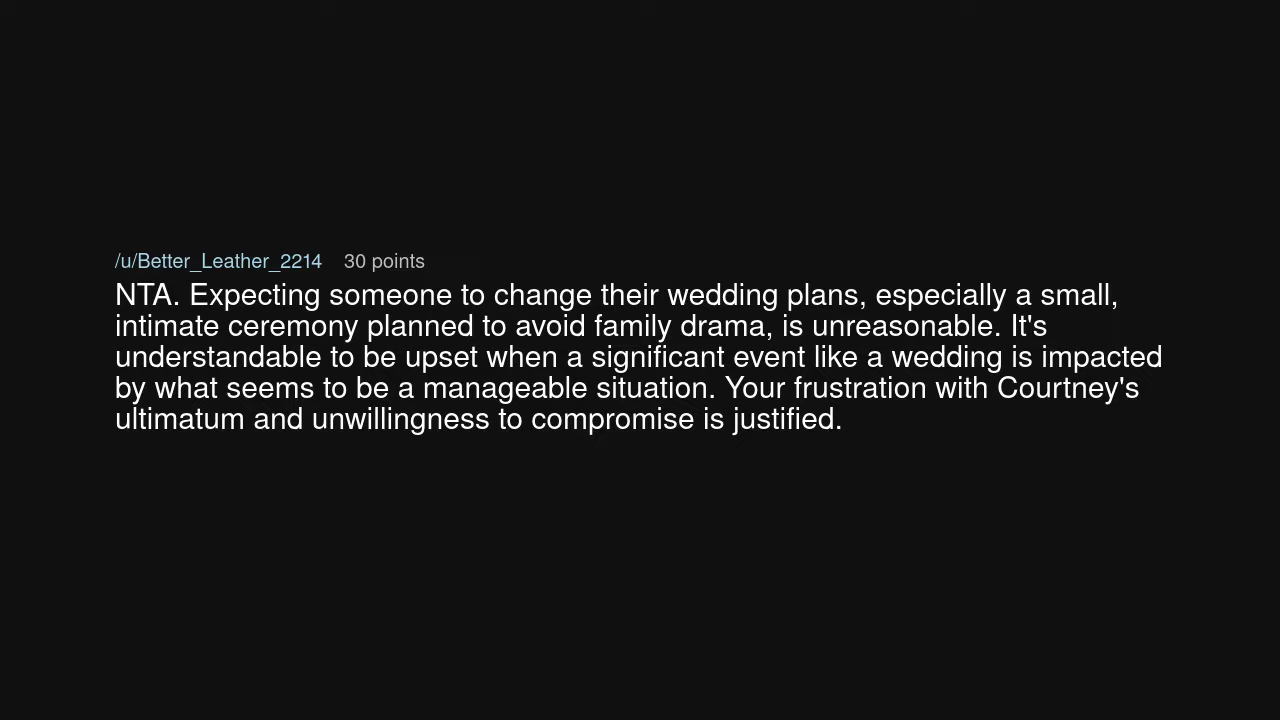 /u/Better_Leather_2214 30 points
NTA. Expecting someone to change their wedding plans, especially a small,
intimate ceremony planned to avoid family drama, is unreasonable. It's
understandable to be upset when a significant event like a wedding is impacted
by what seems to be a manageable situation. Your frustration with Courtney's
ultimatum and unwillingness to compromise is justified.